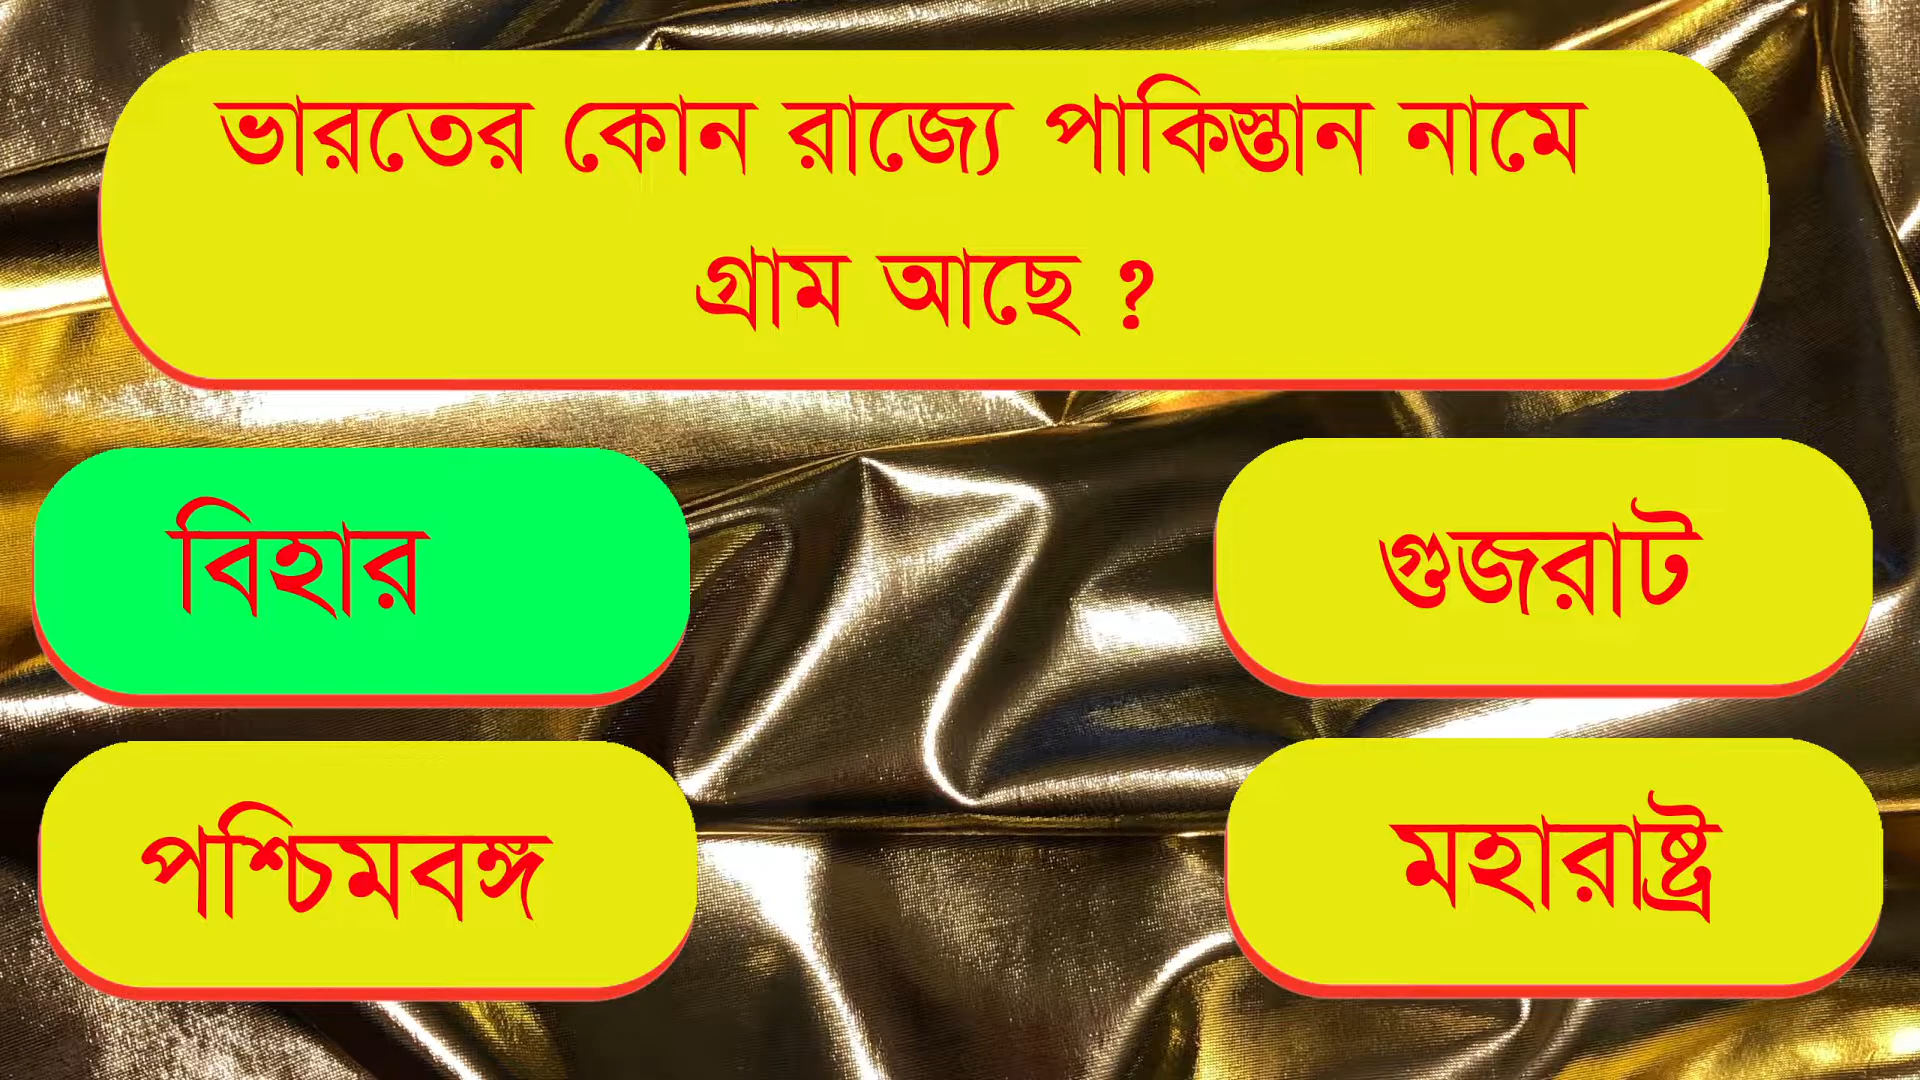 ভারতের কোন রাজ্যে পাকিস্তান নামে
গ্রাম আছে ?
বিহার
গুজরাট
পশ্চিমবঙ্গ
মহারাষ্ট্র